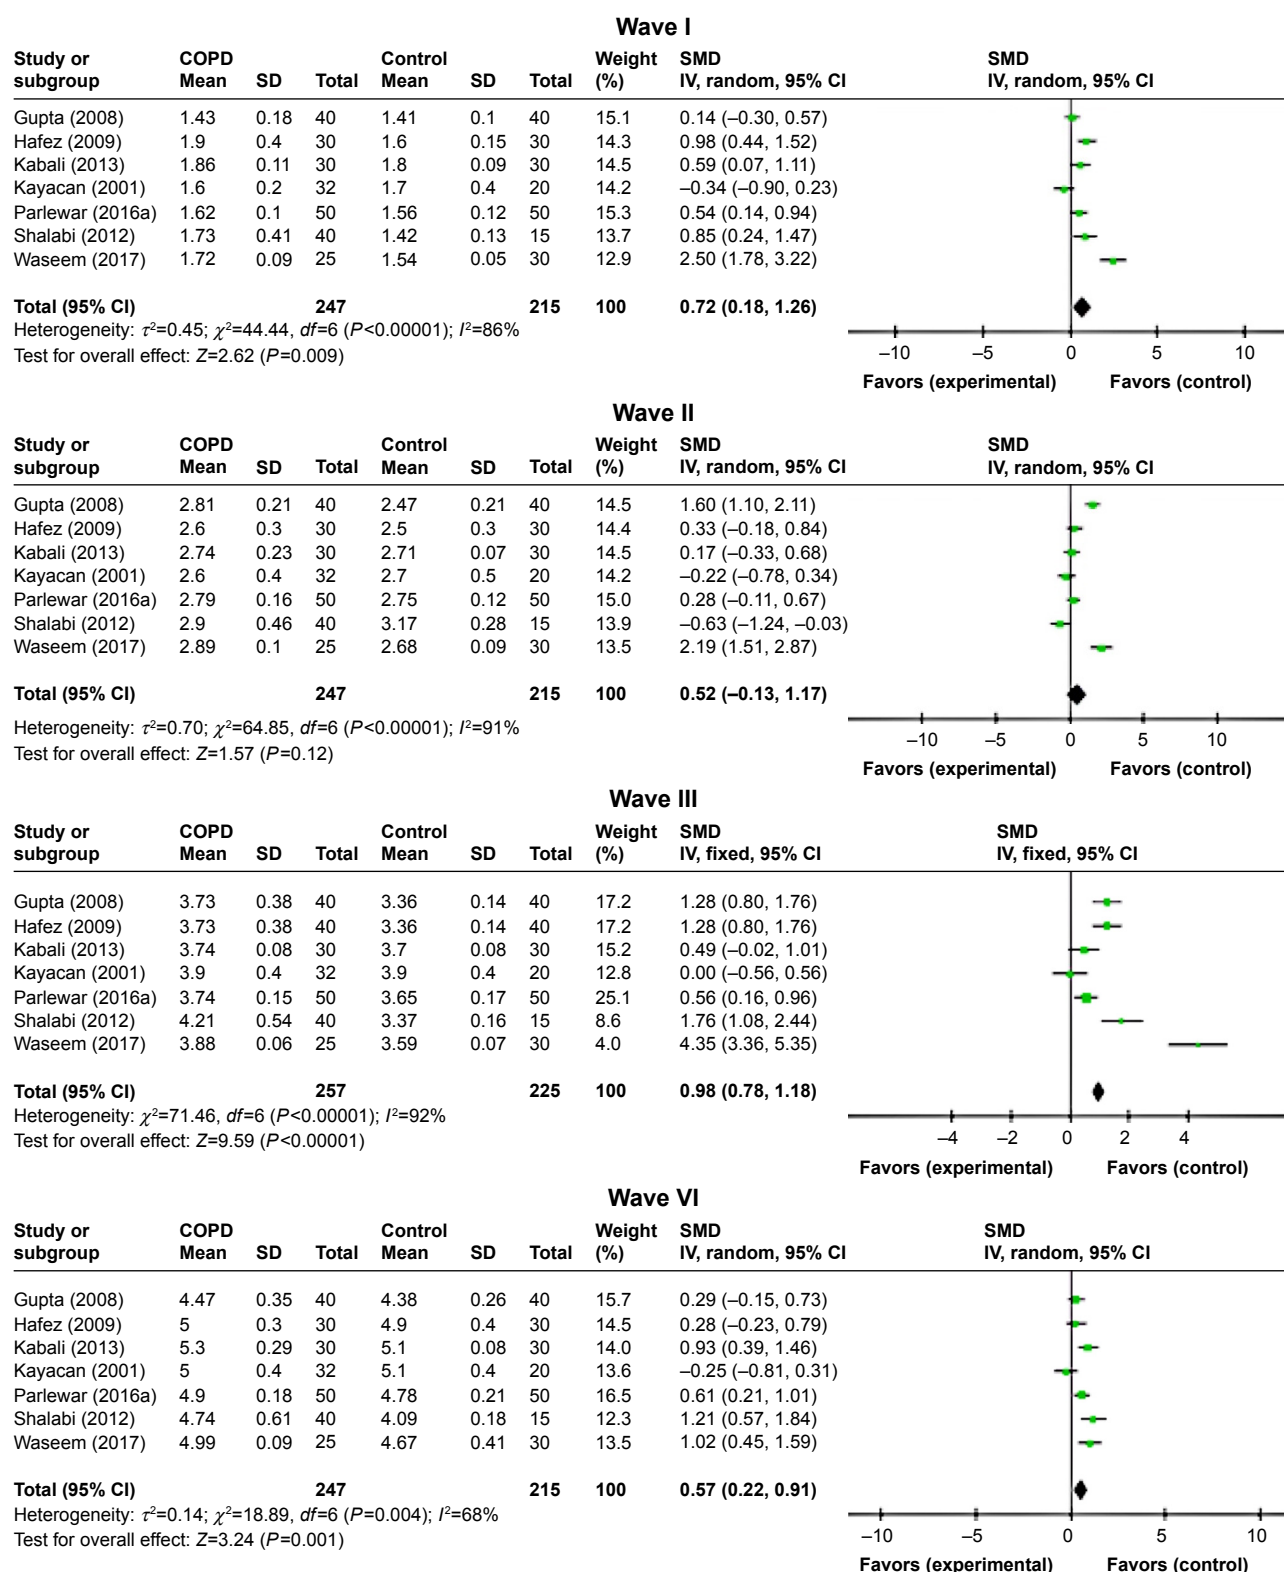 Wave I
Study or COPD Control Weight SMD SMD
subgroup Mean SD Total Mean SD Total (%) IV, random, 95% CI IV, random, 95% CI
Gupta (2008) 1.43 0.18 40 1.41 0.1 40 15.1 0.14 (–0.30, 0.57)
Hafez (2009) 1.9 0.4 30 1.6 0.15 30 14.3 0.98 (0.44, 1.52)
Kabali (2013) 1.86 0.11 30 1.8 0.09 30 14.5 0.59 (0.07, 1.11)
Kayacan (2001) 1.6 0.2 32 1.7 0.4 20 14.2 –0.34 (–0.90, 0.23)
Parlewar (2016a) 1.62 0.1 50 1.56 0.12 50 15.3 0.54 (0.14, 0.94)
Shalabi (2012) 1.73 0.41 40 1.42 0.13 15 13.7 0.85 (0.24, 1.47)
Waseem (2017) 1.72 0.09 25 1.54 0.05 30 12.9 2.50 (1.78, 3.22)
Total (95% CI) 247 215 100 0.72 (0.18, 1.26)
Heterogeneity: τ²=0.45; χ²=44.44, df=6 (P<0.00001); I²=86%
Test for overall effect: Z=2.62 (P=0.009)
–10 –5 0 5 10
Favors (experimental) Favors (control)
Wave II
Study or COPD Control Weight SMD SMD
subgroup Mean SD Total Mean SD Total (%) IV, random, 95% CI IV, random, 95% CI
Gupta (2008) 2.81 0.21 40 2.47 0.21 40 14.5 1.60 (1.10, 2.11)
Hafez (2009) 2.6 0.3 30 2.5 0.3 30 14.4 0.33 (–0.18, 0.84)
Kabali (2013) 2.74 0.23 30 2.71 0.07 30 14.5 0.17 (–0.33, 0.68)
Kayacan (2001) 2.6 0.4 32 2.7 0.5 20 14.2 –0.22 (–0.78, 0.34)
Parlewar (2016a) 2.79 0.16 50 2.75 0.12 50 15.0 0.28 (–0.11, 0.67)
Shalabi (2012) 2.9 0.46 40 3.17 0.28 15 13.9 –0.63 (–1.24, –0.03)
Waseem (2017) 2.89 0.1 25 2.68 0.09 30 13.5 2.19 (1.51, 2.87)
Total (95% CI) 247 215 100 0.52 (–0.13, 1.17)
Heterogeneity: τ²=0.70; χ²=64.85, df=6 (P<0.00001); I²=91%
Test for overall effect: Z=1.57 (P=0.12)
–10 –5 0 5 10
Favors (experimental) Favors (control)
Wave III
Study or COPD Control Weight SMD SMD
subgroup Mean SD Total Mean SD Total (%) IV, fixed, 95% CI IV, fixed, 95% CI
Gupta (2008) 3.73 0.38 40 3.36 0.14 40 17.2 1.28 (0.80, 1.76)
Hafez (2009) 3.73 0.38 40 3.36 0.14 40 17.2 1.28 (0.80, 1.76)
Kabali (2013) 3.74 0.08 30 3.7 0.08 30 15.2 0.49 (–0.02, 1.01)
Kayacan (2001) 3.9 0.4 32 3.9 0.4 20 12.8 0.00 (–0.56, 0.56)
Parlewar (2016a) 3.74 0.15 50 3.65 0.17 50 25.1 0.56 (0.16, 0.96)
Shalabi (2012) 4.21 0.54 40 3.37 0.16 15 8.6 1.76 (1.08, 2.44)
Waseem (2017) 3.88 0.06 25 3.59 0.07 30 4.0 4.35 (3.36, 5.35)
Total (95% CI) 257 225 100 0.98 (0.78, 1.18)
Heterogeneity: χ²=71.46, df=6 (P<0.00001); I²=92%
Test for overall effect: Z=9.59 (P<0.00001)
–4 –2 0 2 4
Favors (experimental) Favors (control)
Wave VI
Study or COPD Control Weight SMD SMD
subgroup Mean SD Total Mean SD Total (%) IV, random, 95% CI IV, random, 95% CI
Gupta (2008) 4.47 0.35 40 4.38 0.26 40 15.7 0.29 (–0.15, 0.73)
Hafez (2009) 5 0.3 30 4.9 0.4 30 14.5 0.28 (–0.23, 0.79)
Kabali (2013) 5.3 0.29 30 5.1 0.08 30 14.0 0.93 (0.39, 1.46)
Kayacan (2001) 5 0.4 32 5.1 0.4 20 13.6 –0.25 (–0.81, 0.31)
Parlewar (2016a) 4.9 0.18 50 4.78 0.21 50 16.5 0.61 (0.21, 1.01)
Shalabi (2012) 4.74 0.61 40 4.09 0.18 15 12.3 1.21 (0.57, 1.84)
Waseem (2017) 4.99 0.09 25 4.67 0.41 30 13.5 1.02 (0.45, 1.59)
Total (95% CI) 247 215 100 0.57 (0.22, 0.91)
Heterogeneity: τ²=0.14; χ²=18.89, df=6 (P=0.004); I²=68%
Test for overall effect: Z=3.24 (P=0.001)
–10 –5 0 5 10
Favors (experimental) Favors (control)